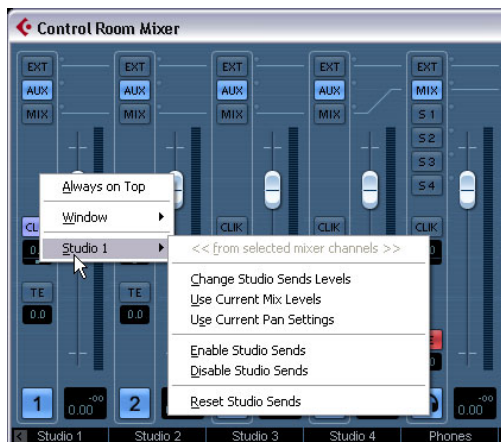 Control Room Mixer
EXT EXT EXT EXT EXT
AUX AUX AUX AUX MIX
MIX MIX MIX MIX S 1
S 2
S 3
S 4
Always on Top
Window
Studio 1
CLIK CLIK CLIK
<< from selected mixer channels >>
Change Studio Sends Levels
Use Current Mix Levels
Use Current Pan Settings
Enable Studio Sends
Disable Studio Sends
Reset Studio Sends
TE TE
0.0 0.0
1 0.00 -oo 2 0.00 -oo
Studio 1 Studio 2 Studio 3 Studio 4 Phones